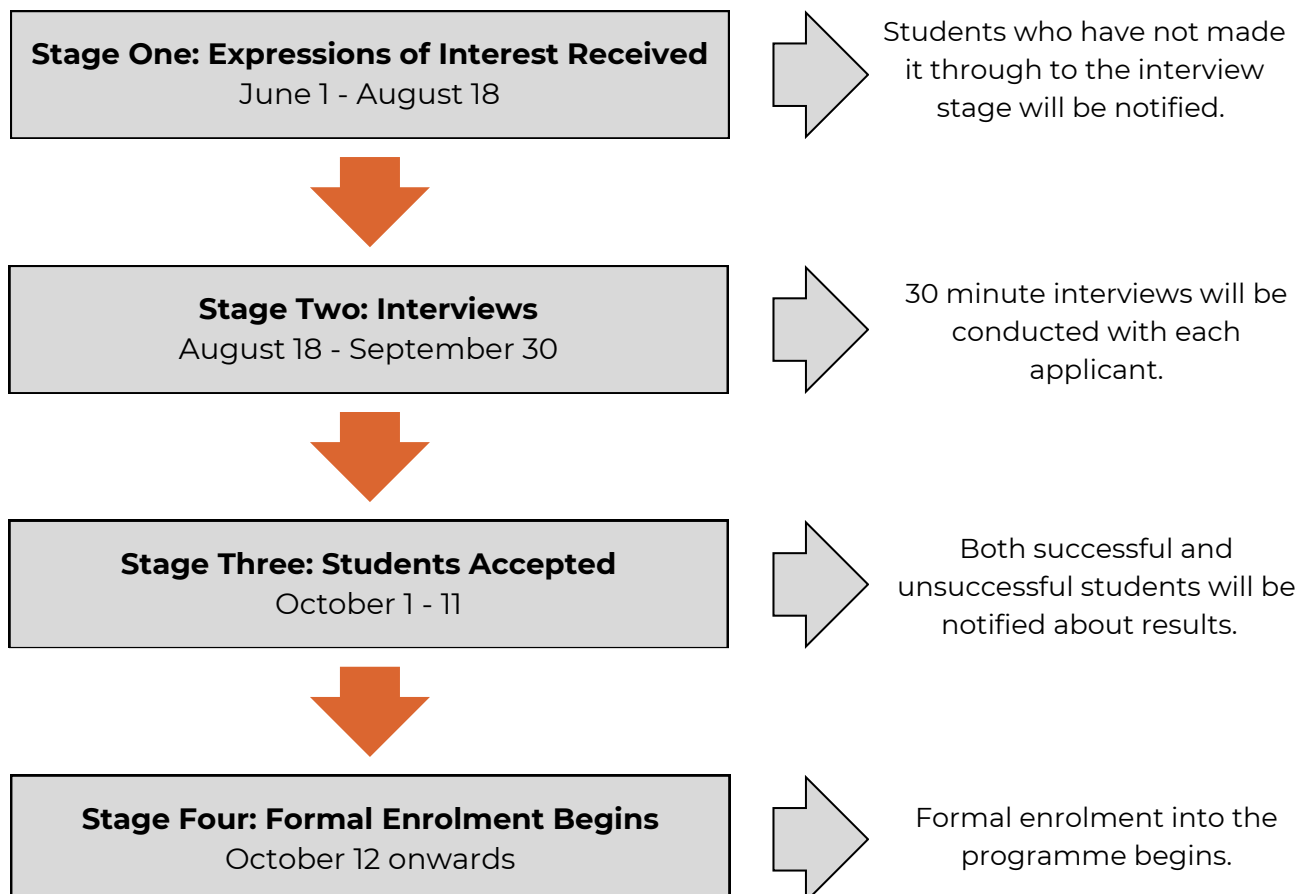 Stage One: Expressions of Interest Received
June 1 - August 18
Students who have not made
it through to the interview
stage will be notified.
Stage Two: Interviews
August 18 - September 30
30 minute interviews will be
conducted with each
applicant.
Stage Three: Students Accepted
October 1 - 11
Both successful and
unsuccessful students will be
notified about results.
Stage Four: Formal Enrolment Begins
October 12 onwards
Formal enrolment into the
programme begins.